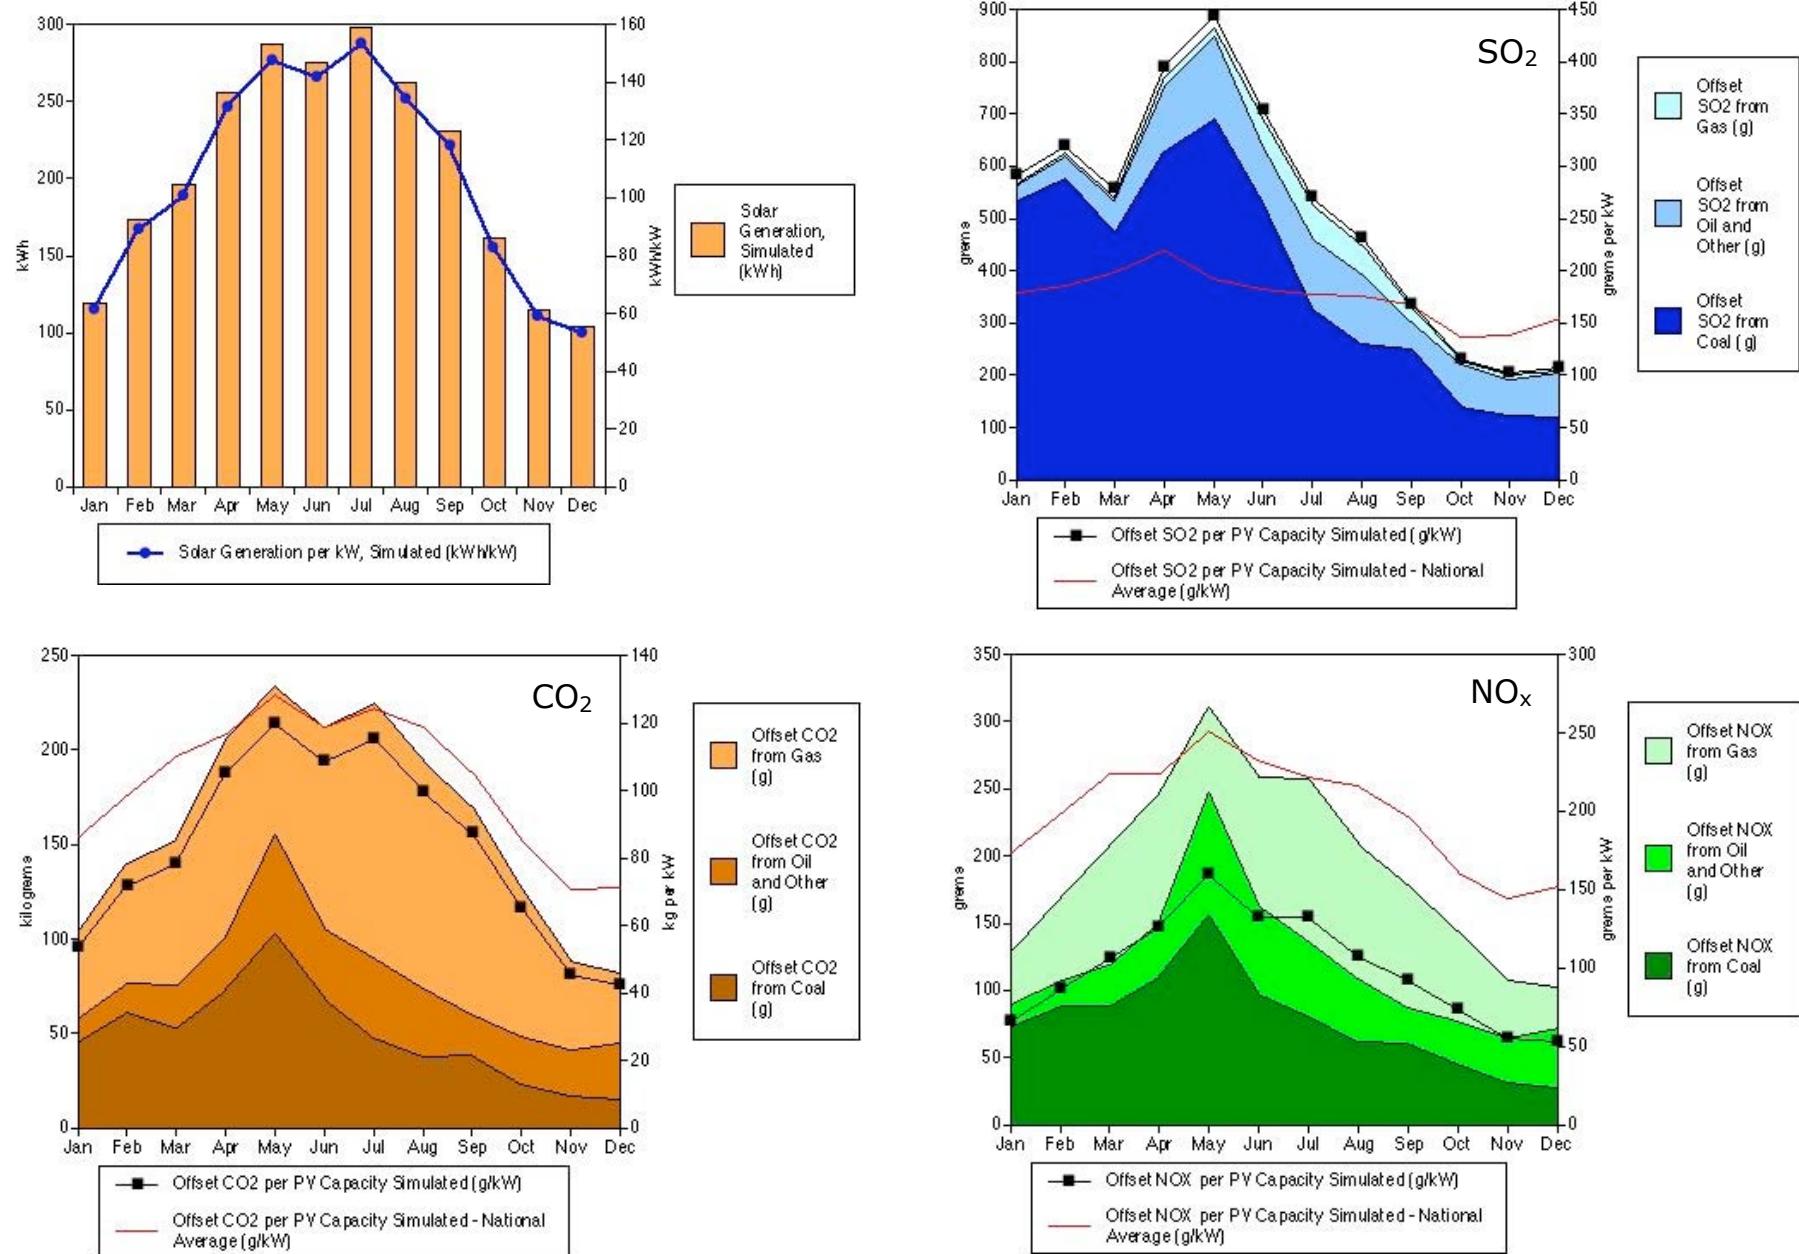 300
250
200
150
100
50
0
kWh
160
140
120
100
80
60
40
20
0
kWh/kW
Jan Feb Mar Apr May Jun Jul Aug Sep Oct Nov Dec
Solar
Generation,
Simulated
(kWh)
Solar Generation per kW, Simulated (kWh/kW)
SO2
900
800
700
600
500
400
300
200
100
0
grams
450
400
350
300
250
200
150
100
50
0
grams per kW
Jan Feb Mar Apr May Jun Jul Aug Sep Oct Nov Dec
Offset
SO2 from
Gas (g)
Offset
SO2 from
Oil and
Other (g)
Offset
SO2 from
Coal (g)
Offset SO2 per PV Capacity Simulated (g/kW)
Offset SO2 per PV Capacity Simulated - National
Average (g/kW)
CO2
250
200
150
100
50
0
kilograms
140
120
100
80
60
40
20
0
kg per kW
Jan Feb Mar Apr May Jun Jul Aug Sep Oct Nov Dec
Offset CO2
from Gas
(g)
Offset CO2
from Oil
and Other
(g)
Offset CO2
from Coal
(g)
Offset CO2 per PV Capacity Simulated (g/kW)
Offset CO2 per PV Capacity Simulated - National
Average (g/kW)
NOx
350
300
250
200
150
100
50
0
grams
300
250
200
150
100
50
0
grams per kW
Jan Feb Mar Apr May Jun Jul Aug Sep Oct Nov Dec
Offset NOX
from Gas
(g)
Offset NOX
from Oil
and Other
(g)
Offset NOX
from Coal
(g)
Offset NOX per PV Capacity Simulated (g/kW)
Offset NOX per PV Capacity Simulated - National
Average (g/kW)